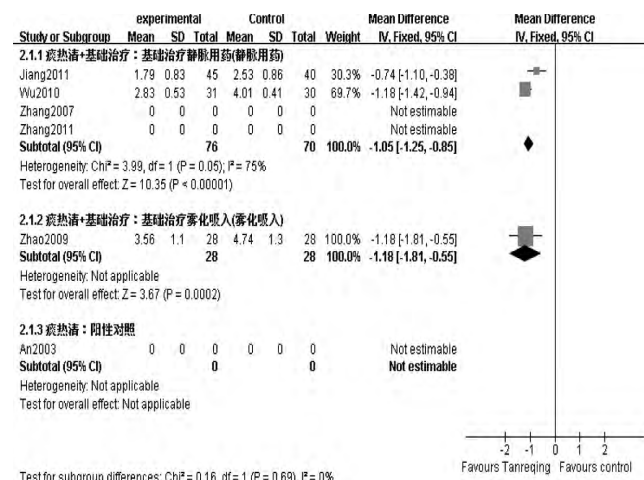 experimental Control Mean Difference Mean Difference
Study or Subgroup Mean SD Total Mean SD Total Weight IV, Fixed, 95% CI IV, Fixed, 95% CI
2.1.1 痰热清+基础治疗：基础治疗静脉用药(静脉用药)
Jiang2011 1.79 0.83 45 2.53 0.86 40 30.3% -0.74 [-1.10, -0.38]
Wu2010 2.83 0.53 31 4.01 0.41 30 69.7% -1.18 [-1.42, -0.94]
Zhang2007 0 0 0 0 0 0 Not estimable
Zhang2011 0 0 0 0 0 0 Not estimable
Subtotal (95% CI) 76 70 100.0% -1.05 [-1.25, -0.85]
Heterogeneity: Chi² = 3.99, df = 1 (P = 0.05); I² = 75%
Test for overall effect: Z = 10.35 (P < 0.00001)
2.1.2 痰热清+基础治疗：基础治疗雾化吸入(雾化吸入)
Zhao2009 3.56 1.1 28 4.74 1.3 28 100.0% -1.18 [-1.81, -0.55]
Subtotal (95% CI) 28 28 100.0% -1.18 [-1.81, -0.55]
Heterogeneity: Not applicable
Test for overall effect: Z = 3.67 (P = 0.0002)
2.1.3 痰热清：阳性对照
An2003 0 0 0 0 0 0 Not estimable
Subtotal (95% CI) 0 0 Not estimable
Heterogeneity: Not applicable
Test for overall effect: Not applicable
-2 -1 0 1 2
Favours Tanreqing Favours control
Test for subgroup differences: Chi² = 0.16, df = 1 (P = 0.69), I² = 0%